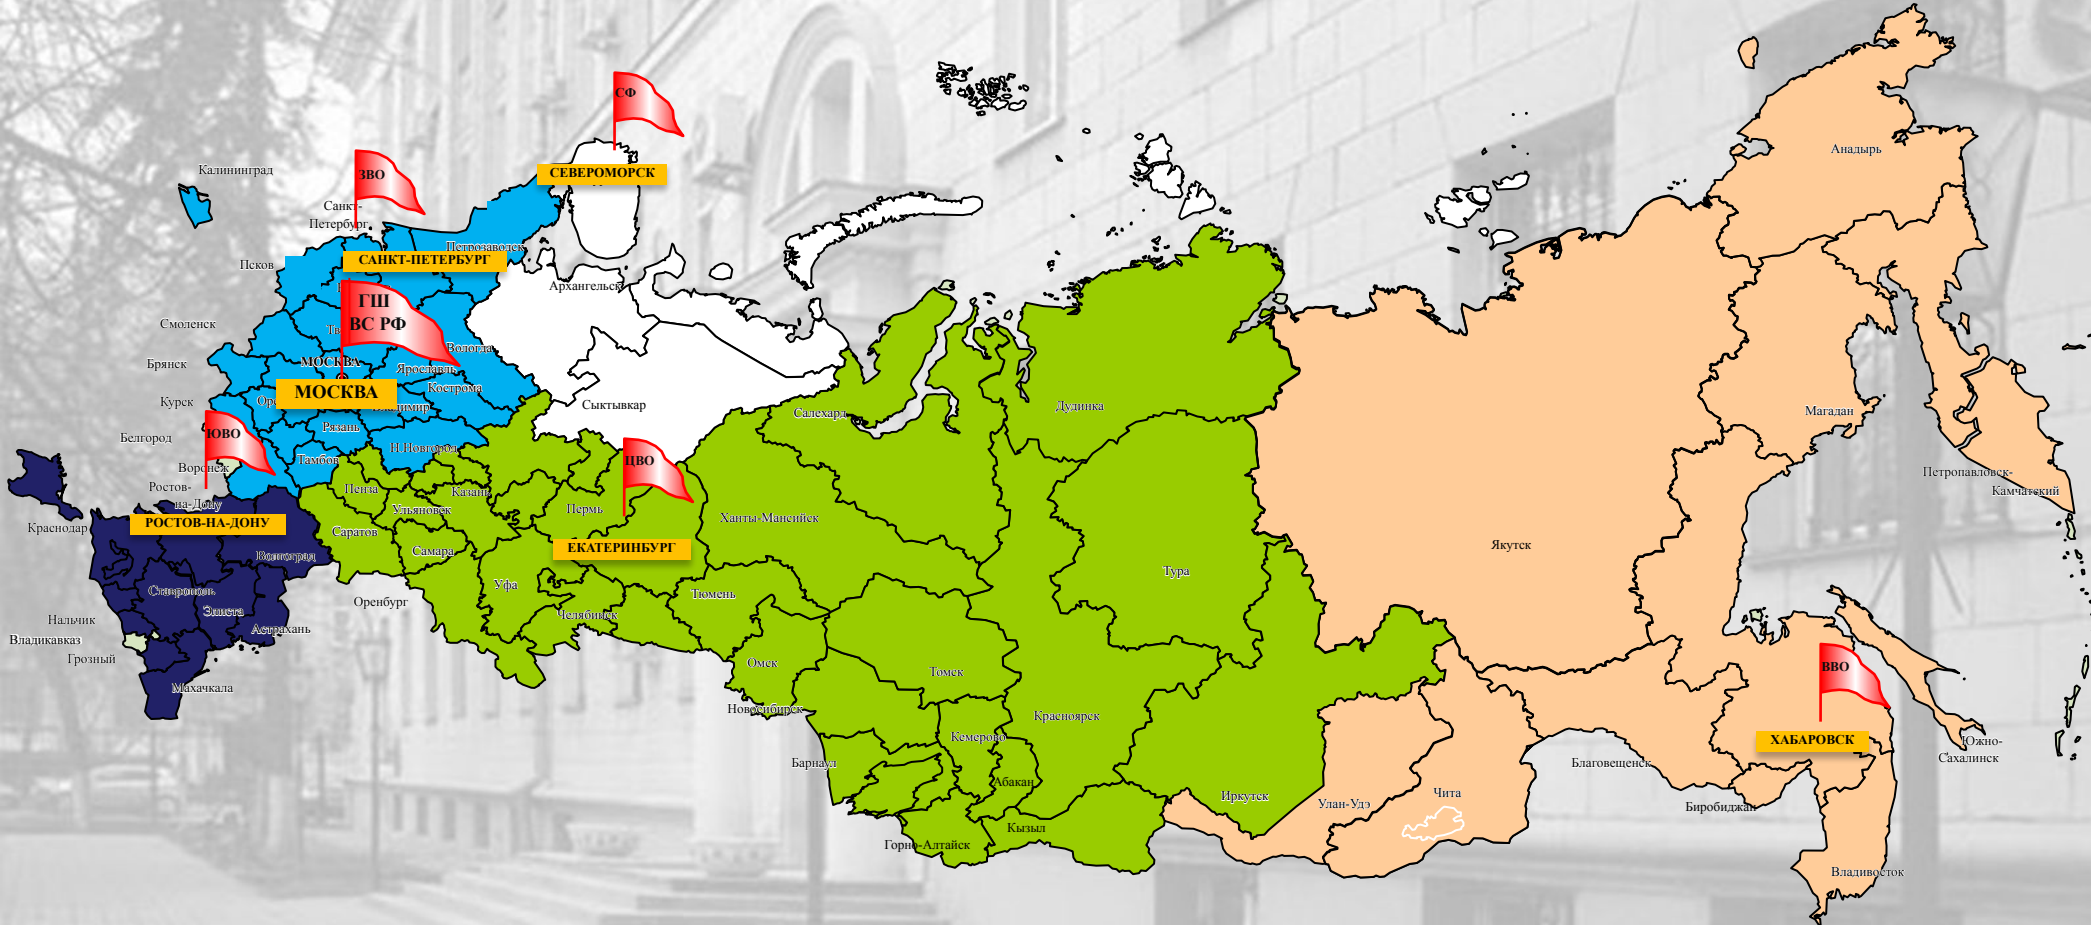 СФ
СЕВЕРОМОРСК
ЗВО
Калининград
Санкт-
Петербург
Петрозаводск
САНКТ-ПЕТЕРБУРГ
Псков
Архангельск
ГШ
ВС РФ
Смоленск
Вологда
МОСКВА
Брянск
Ярославль
Кострома
МОСКВА
Курск
Рязань
Белгород
ЮВО
Н.Новгород
Тамбов
Воронеж
Сыктывкар
Салехард
Дудинка
Анадырь
Магадан
Петропавловск-
Камчатский
ЦВО
Ростов-
на-Дону
РОСТОВ-НА-ДОНУ
Краснодар
Пенза
Казань
Ульяновск
Пермь
Саратов
Самара
ЕКАТЕРИНБУРГ
Ханты-Мансийск
Якутск
Волгоград
Уфа
Тура
Ставрополь
Элиста
Астрахань
Оренбург
Челябинск
Тюмень
Нальчик
Владикавказ
Грозный
Махачкала
Омск
Томск
Новосибирск
Красноярск
Кемерово
Барнаул
Абакан
Иркутск
Улан-Удэ
Чита
Кызыл
Горно-Алтайск
ВВО
ХАБАРОВСК
Южно-
Сахалинск
Благовещенск
Биробиджан
Владивосток